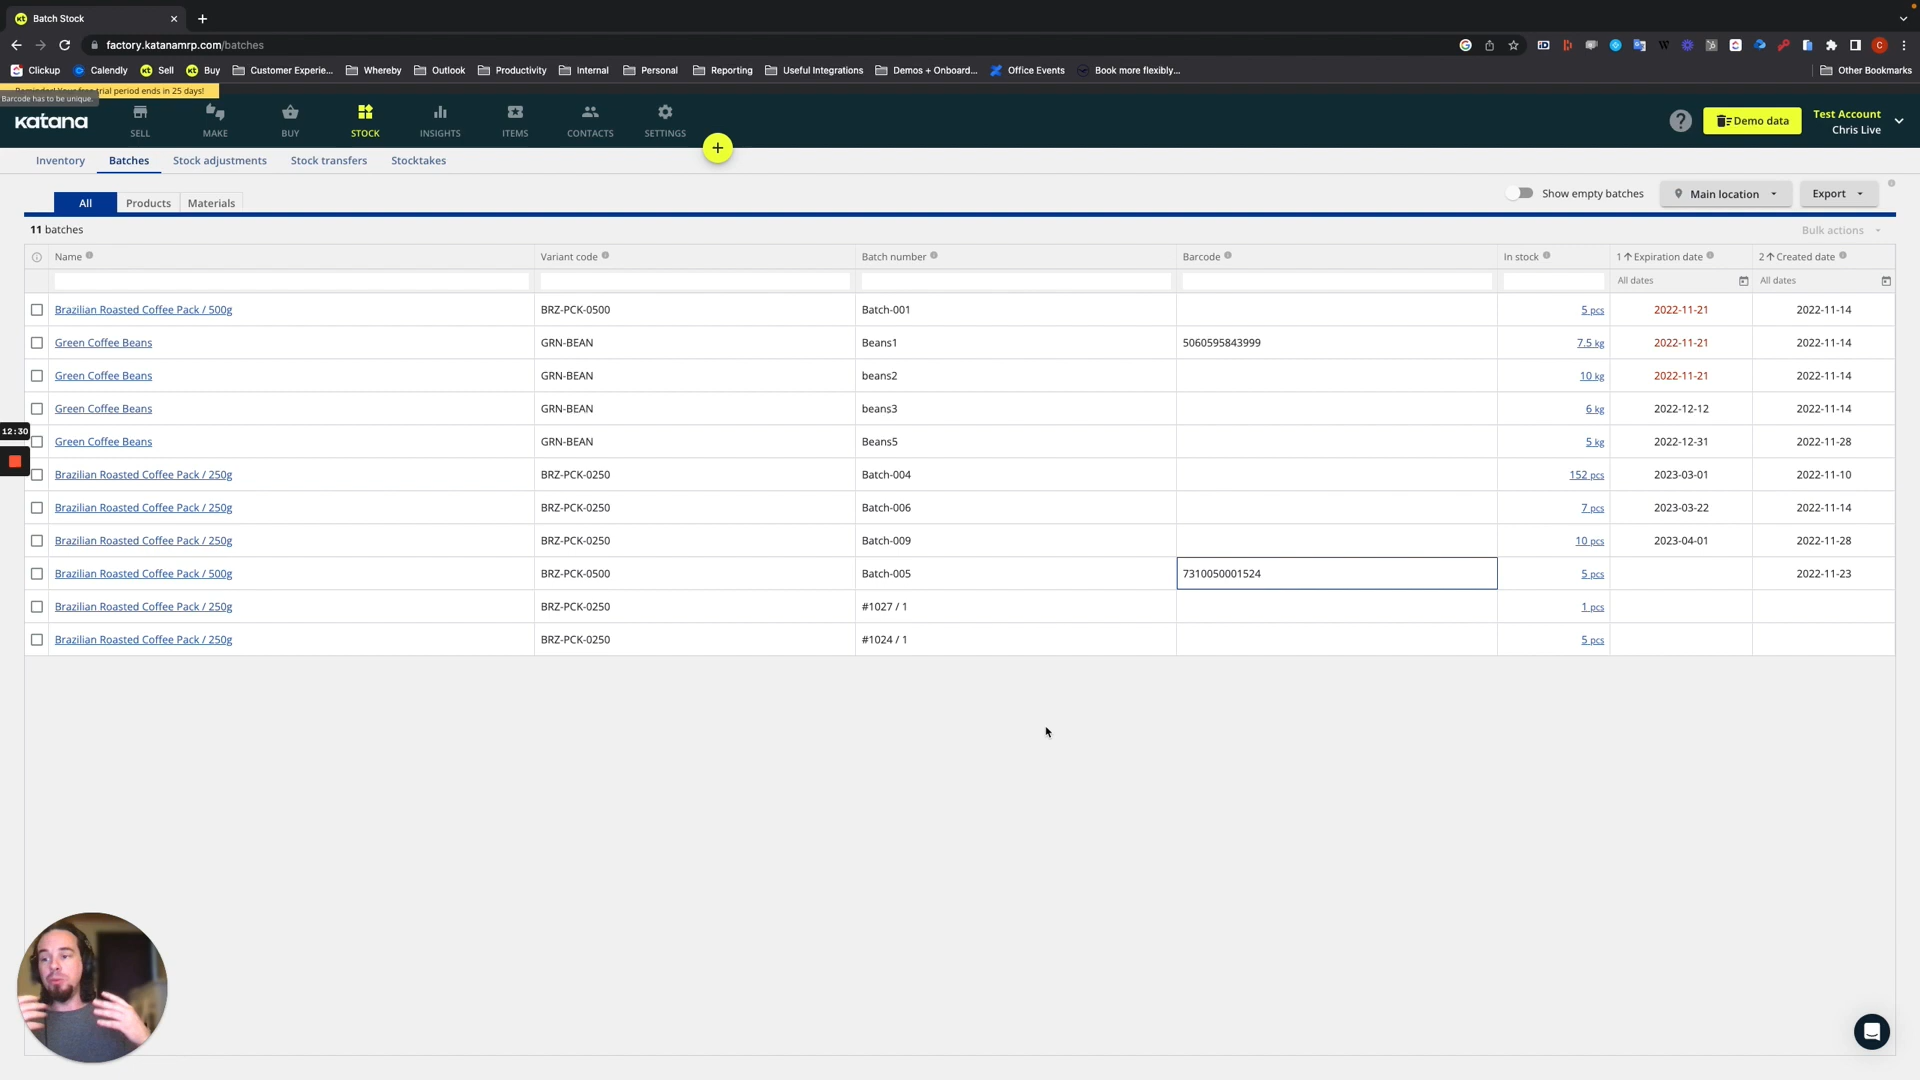 Batch Stock
factory.katanamrp.com/batches
Clickup Calendly Sell Buy Customer Experie... Whereby Outlook Productivity Internal Personal Reporting Useful Integrations Demos + Onboard... Office Events Book more flexibly... Other Bookmarks
trial period ends in 25 days!
Barcode has to be unique.
katana
SELL MAKE BUY STOCK INSIGHTS ITEMS CONTACTS SETTINGS
? Demo data Test Account
Chris Live
Inventory Batches Stock adjustments Stock transfers Stocktakes
All Products Materials Show empty batches Main location Export
11 batches Bulk actions
Name Variant code Batch number Barcode In stock 1 Expiration date 2 Created date
All dates All dates
Brazilian Roasted Coffee Pack / 500g BRZ-PCK-0500 Batch-001 5 pcs 2022-11-21 2022-11-14
Green Coffee Beans GRN-BEAN Beans1 5060595843999 7.5 kg 2022-11-21 2022-11-14
Green Coffee Beans GRN-BEAN beans2 10 kg 2022-11-21 2022-11-14
Green Coffee Beans GRN-BEAN beans3 6 kg 2022-12-12 2022-11-14
12:30
Green Coffee Beans GRN-BEAN Beans5 5 kg 2022-12-31 2022-11-28
Brazilian Roasted Coffee Pack / 250g BRZ-PCK-0250 Batch-004 152 pcs 2023-03-01 2022-11-10
Brazilian Roasted Coffee Pack / 250g BRZ-PCK-0250 Batch-006 7 pcs 2023-03-22 2022-11-14
Brazilian Roasted Coffee Pack / 250g BRZ-PCK-0250 Batch-009 10 pcs 2023-04-01 2022-11-28
Brazilian Roasted Coffee Pack / 500g BRZ-PCK-0500 Batch-005 7310050001524 5 pcs 2022-11-23
Brazilian Roasted Coffee Pack / 250g BRZ-PCK-0250 #1027 / 1 1 pcs
Brazilian Roasted Coffee Pack / 250g BRZ-PCK-0250 #1024 / 1 5 pcs